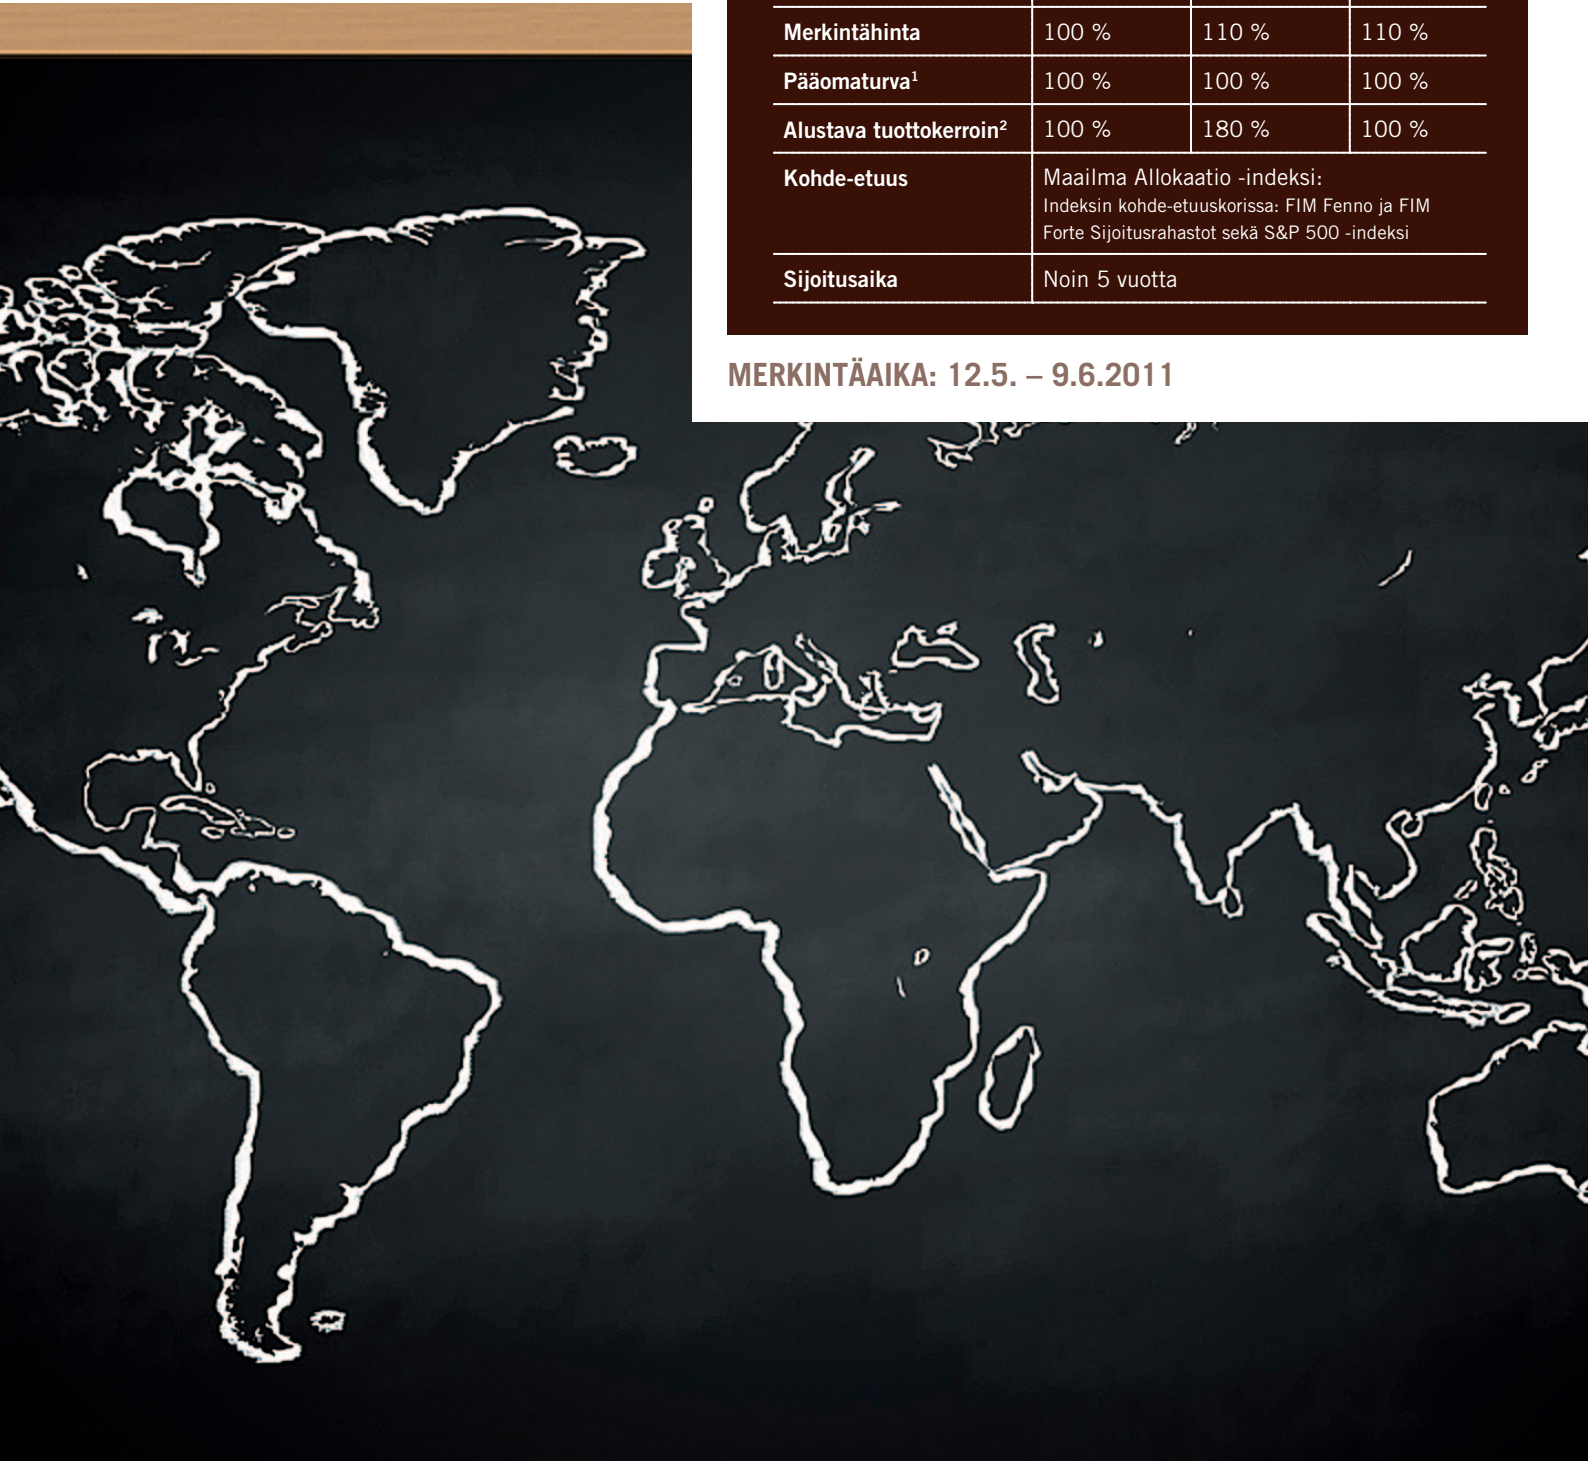 Merkintähinta 100 % 110 % 110 %
Pääomaturva¹ 100 % 100 % 100 %
Alustava tuottokerroin² 100 % 180 % 100 %
Kohde-etuus Maailma Allokaatio -indeksi:
Indeksin kohde-etuuskorissa: FIM Fenno ja FIM
Forte Sijoitusrahastot sekä S&P 500 -indeksi
Sijoitusaika Noin 5 vuotta
MERKINTÄAIKA: 12.5. – 9.6.2011